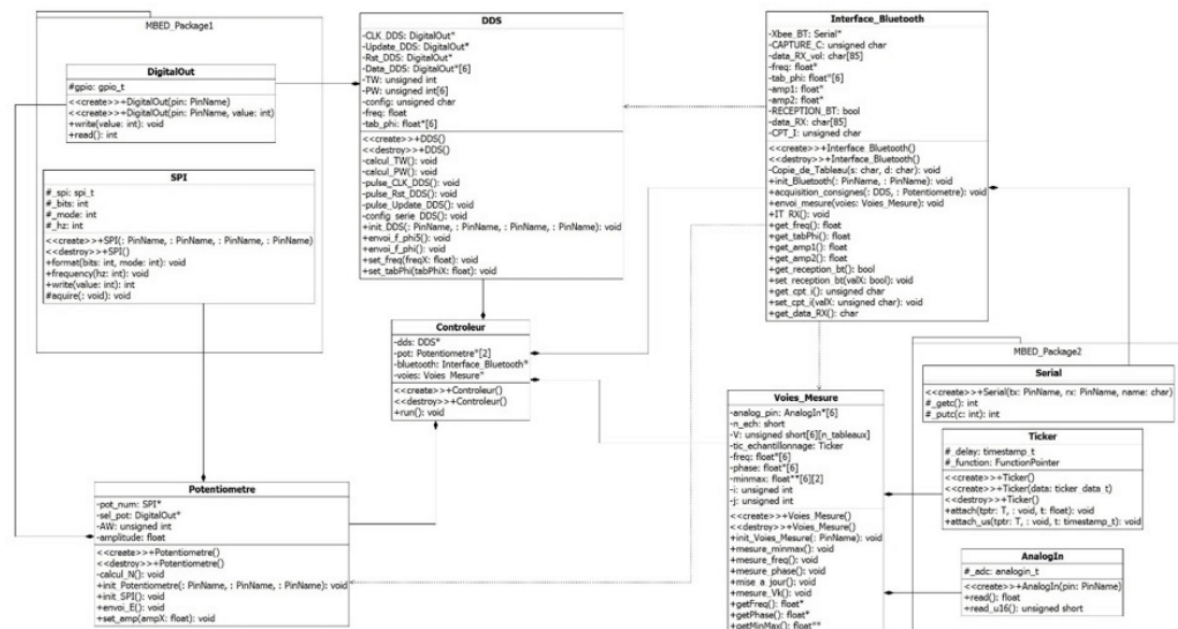 MBED_Package1
DigitalOut
#gpio: gpio_t
<<create>>+DigitalOut(pin: PinName)
<<create>>+DigitalOut(pin: PinName, value: int)
+write(value: int): void
+read(): int
SPI
#_spi: spi_t
#_bits: int
#_mode: int
#_hz: int
<<create>>+SPI(: PinName, : PinName, : PinName, : PinName)
<<destroy>>+SPI()
+format(bits: int, mode: int): void
+frequency(hz: int): void
+write(value: int): void
#aquire(: void): void
DDS
-CLK_DDS: DigitalOut*
-Update_DDS: DigitalOut*
-Rst_DDS: DigitalOut*
-Data_DDS: DigitalOut*[6]
-TW: unsigned int
-PW: unsigned int[6]
-config: unsigned char
-freq: float
-tab_phi: float*[6]
<<create>>+DDS()
<<destroy>>+DDS()
-calcul_TW(): void
-calcul_PW(): void
-pulse_CLK_DDS(): void
-pulse_Rst_DDS(): void
-pulse_Update_DDS(): void
-config_serie_DDS(): void
+init_DDS(: PinName, : PinName, : PinName, : PinName): void
+envoi_f_phi5(): void
+envoi_f_phi(): void
+set_freq(freqX: float): void
+set_tabPhi(tabPhiX: float): void
Interface_Bluetooth
-Xbee_BT: Serial*
-CAPTURE_C: unsigned char
-data_RX_vol: char[85]
-freq: float*
-tab_phi: float*[6]
-amp1: float*
-amp2: float*
-RECEPTION_BT: bool
-data_RX: char[85]
-CPT_I: unsigned char
<<create>>+Interface_Bluetooth()
<<destroy>>+Interface_Bluetooth()
-Copie_de_Tableau(s: char, d: char): void
+init_Bluetooth(: PinName, : PinName): void
+acquisition_consignes(: DDS, : Potentiometre): void
+envoi_mesure(voies: Voies_Mesure): void
+IT_RX(): void
+get_freq(): float
+get_tabPhi(): float
+get_amp1(): float
+get_amp2(): float
+get_reception_bt(): bool
+set_reception_bt(valX: bool): void
+get_cpt_i(): unsigned char
+set_cpt_i(valX: unsigned char): void
+get_data_RX(): char
Controleur
-dds: DDS*
-pot: Potentiometre*[2]
-bluetooth: Interface_Bluetooth*
-voies: Voies_Mesure*
<<create>>+Controleur()
<<destroy>>+Controleur()
+run(): void
MBED_Package2
Serial
<<create>>+Serial(tx: PinName, rx: PinName, name: char)
#_getc(): int
#_putc(c: int): int
Voies_Mesure
-analog_pin: AnalogIn*[6]
-n_ech: short
-V: unsigned short[6][n_tableaux]
-tic_echantillonnage: Ticker
-freq: float*[6]
-phase: float*[6]
-minmax: float**[6][2]
-i: unsigned int
-j: unsigned int
<<create>>+Voies_Mesure()
<<destroy>>+Voies_Mesure()
+init_Voies_Mesure(: PinName): void
+mesure_minmax(): void
+mesure_freq(): void
+mesure_phase(): void
+mise_a_jour(): void
+mesure_Vk(): void
+getFreq(): float*
+getPhase(): float*
+getMinMax(): float**
Ticker
#_delay: timestamp_t
#_function: FunctionPointer
<<create>>+Ticker()
<<create>>+Ticker(data: ticker_data_t)
<<destroy>>+Ticker()
+attach(tptr: T, : void, t: float): void
+attach_us(tptr: T, : void, t: timestamp_t): void
AnalogIn
#_adc: analogin_t
<<create>>+AnalogIn(pin: PinName)
+read(): float
+read_u16(): unsigned short
Potentiometre
-pot_num: SPI*
-sel_pot: DigitalOut*
-AW: unsigned int
-amplitude: float
<<create>>+Potentiometre()
<<destroy>>+Potentiometre()
-calcul_N(): void
+init_Potentiometre(: PinName, : PinName, : PinName): void
+init_SPI(): void
+envoi_E(): void
+set_amp(ampX: float): void